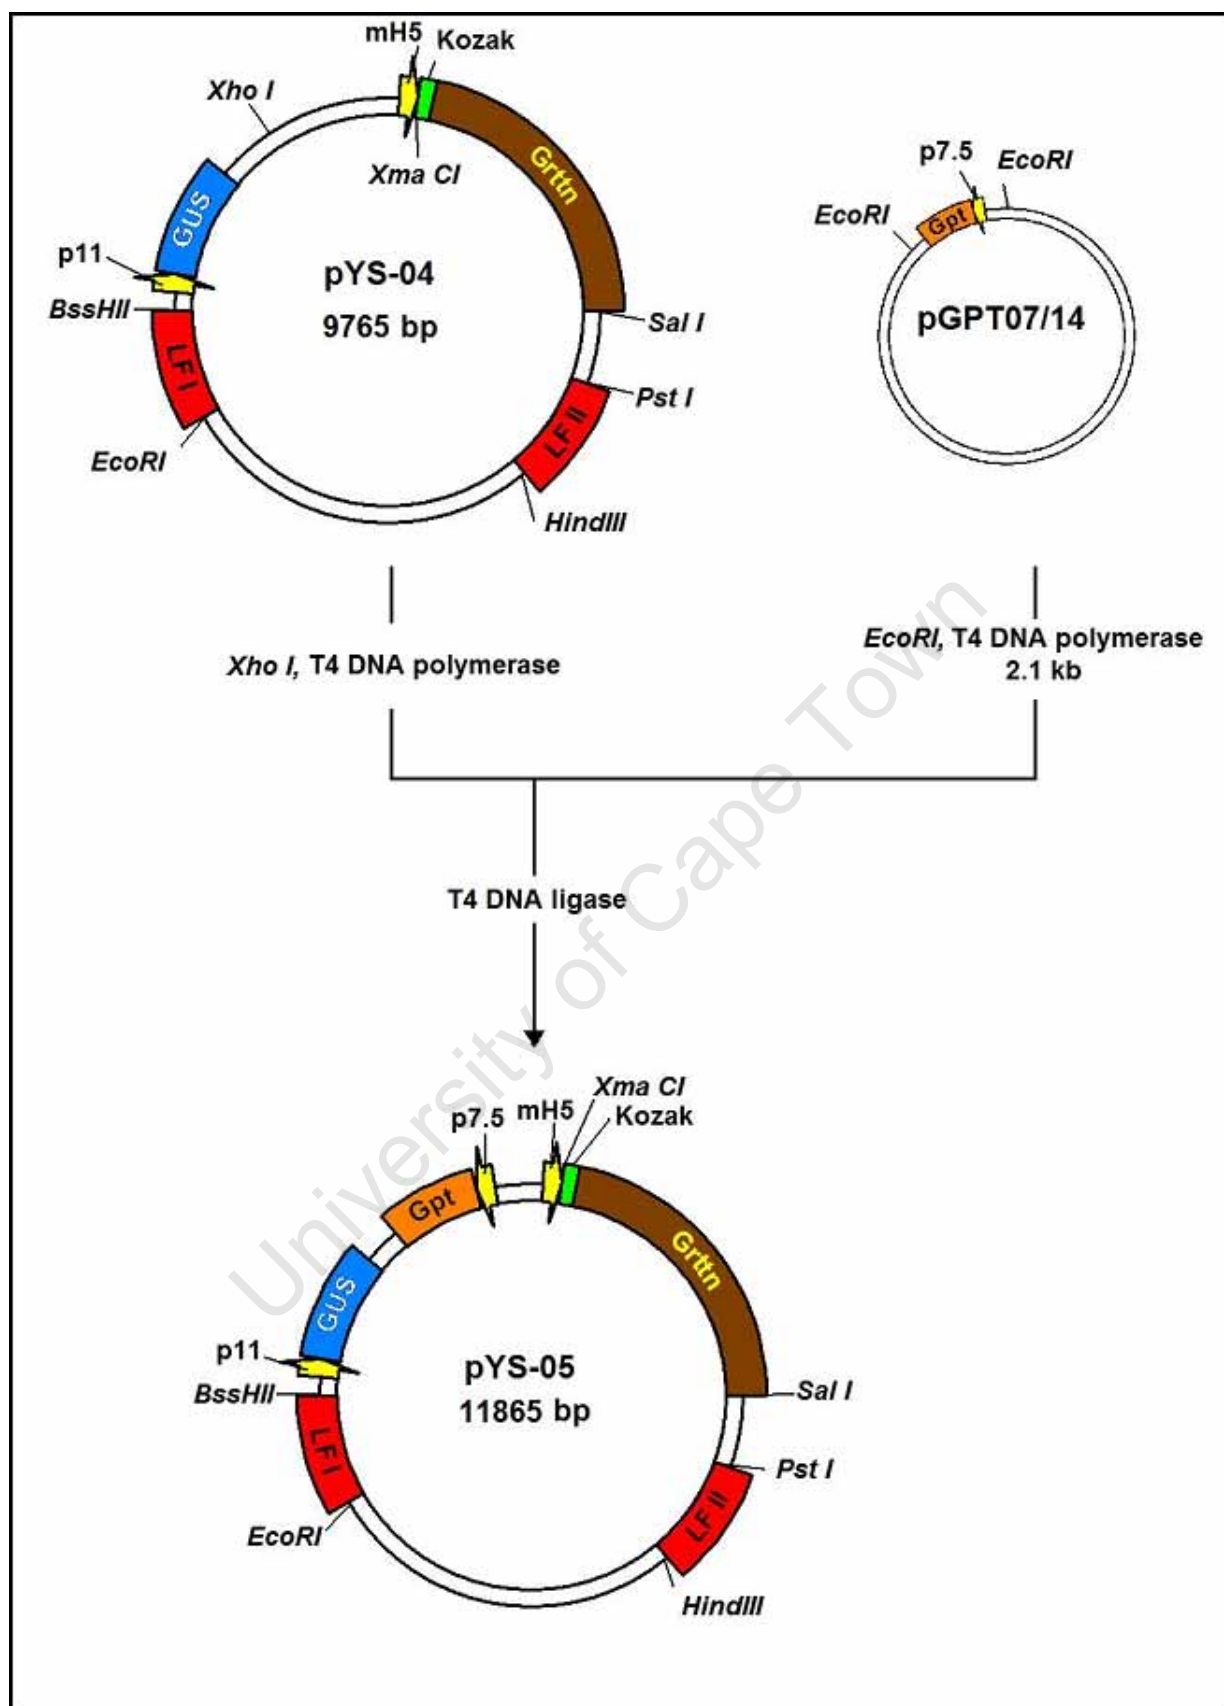 mH5
Kozak
Xho I
Xma CI
Grttn
GUS
p11
BssHII
LF I
EcoRI
pYS-04
9765 bp
Sal I
Pst I
LF II
HindIII
p7.5
EcoRI
EcoRI
Gpt
pGPT07/14
Xho I, T4 DNA polymerase
EcoRI, T4 DNA polymerase
2.1 kb
T4 DNA ligase
University of Cape Town
Xma CI
mH5
Kozak
p7.5
Gpt
Grttn
GUS
p11
BssHII
LF I
EcoRI
pYS-05
11865 bp
Sal I
Pst I
LF II
HindIII